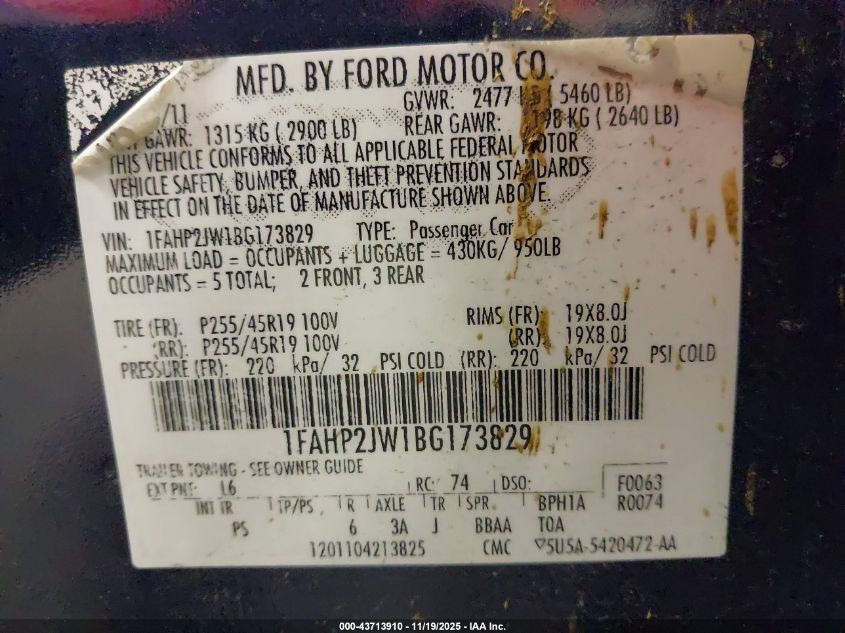 MFD. BY FORD MOTOR CO.
/11 GVWR: 2477 ( 5460 LB)
GAWR: 1315 KG ( 2900 LB) REAR GAWR: 198 KG ( 2640 LB)
THIS VEHICLE CONFORMS TO ALL APPLICABLE FEDERAL MOTOR
VEHICLE SAFETY, BUMPER, AND THEFT PREVENTION STANDARDS
IN EFFECT ON THE DATE OF MANUFACTURE SHOWN ABOVE.
VIN: 1FAHP2JW1BG173829 TYPE: Passenger Car
MAXIMUM LOAD = OCCUPANTS + LUGGAGE = 430KG/ 950LB
OCCUPANTS = 5 TOTAL; 2 FRONT, 3 REAR
TIRE (FR): P255/45R19 100V RIMS (FR): 19X8.0J
(RR): P255/45R19 100V (RR): 19X8.0J
PRESSURE (FR): 220 kPa/ 32 PSI COLD (RR): 220 kPa/ 32 PSI COLD
1FAHP2JW1BG173829
TRAILER TOWING - SEE OWNER GUIDE
EXT PNT: L6 RC: 74 DSO: F0063
INT TR TP/PS R AXLE TR SPR BPH1A R0074
PS 6 3A J BBAA TOA
1201104213825 CMC ▽5U5A-5420472-AA
000-43713910 - 11/19/2025 - IAA Inc.